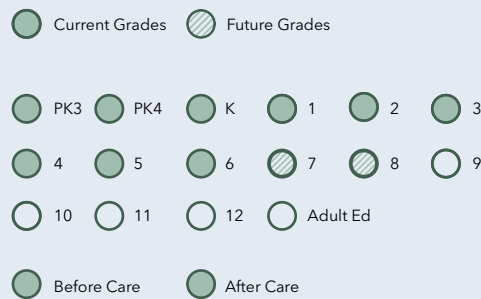 Current Grades Future Grades
PK3 PK4 K 1 2 3
4 5 6 7 8 9
10 11 12 Adult Ed
Before Care After Care